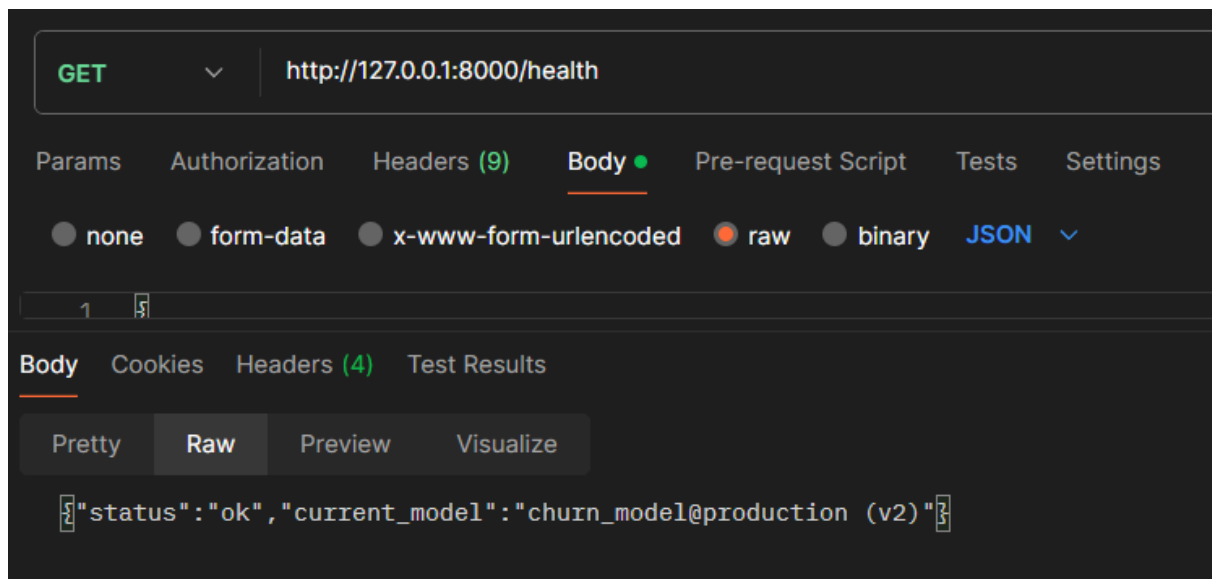 GET http://127.0.0.1:8000/health
Params Authorization Headers (9) Body Pre-request Script Tests Settings
none form-data x-www-form-urlencoded raw binary JSON
1 {
Body Cookies Headers (4) Test Results
Pretty Raw Preview Visualize
{"status":"ok","current_model":"churn_model@production (v2)"}